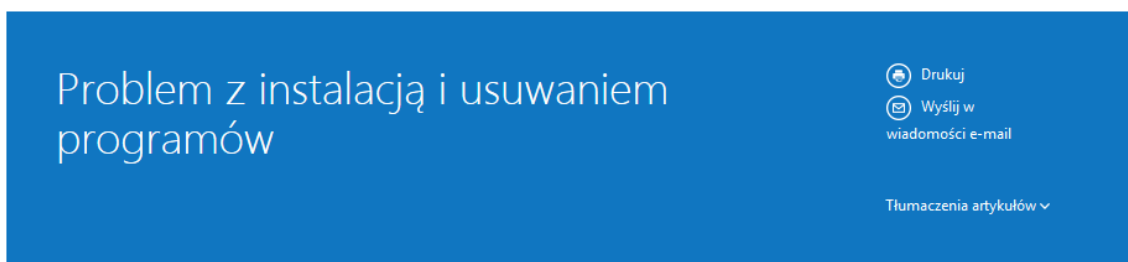 Problem z instalacją i usuwaniem
programów
Drukuj
Wyślij w
wiadomości e-mail
Tłumaczenia artykułów